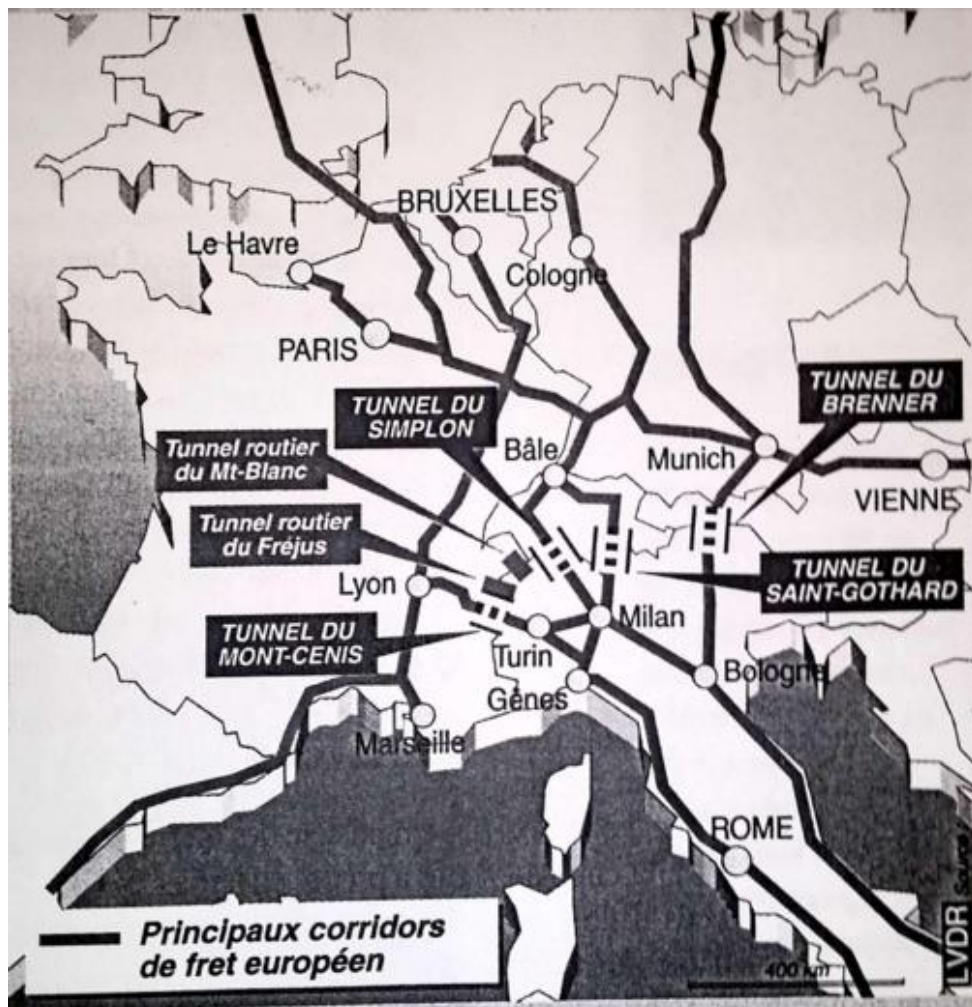 BRUXELLES
Le Havre
Cologne
PARIS
TUNNEL DU
SIMPLON
TUNNEL DU
BRENNER
Tunnel routier
du Mt-Blanc
Bâle
Munich
VIENNE
Tunnel routier
du Fréjus
Lyon
TUNNEL DU
SAINT-GOTHARD
Milan
TUNNEL DU
MONT-CENIS
Turin
Bologne
Gênes
Marseille
ROME
Principaux corridors
de fret européen
400 km
LVDR Source